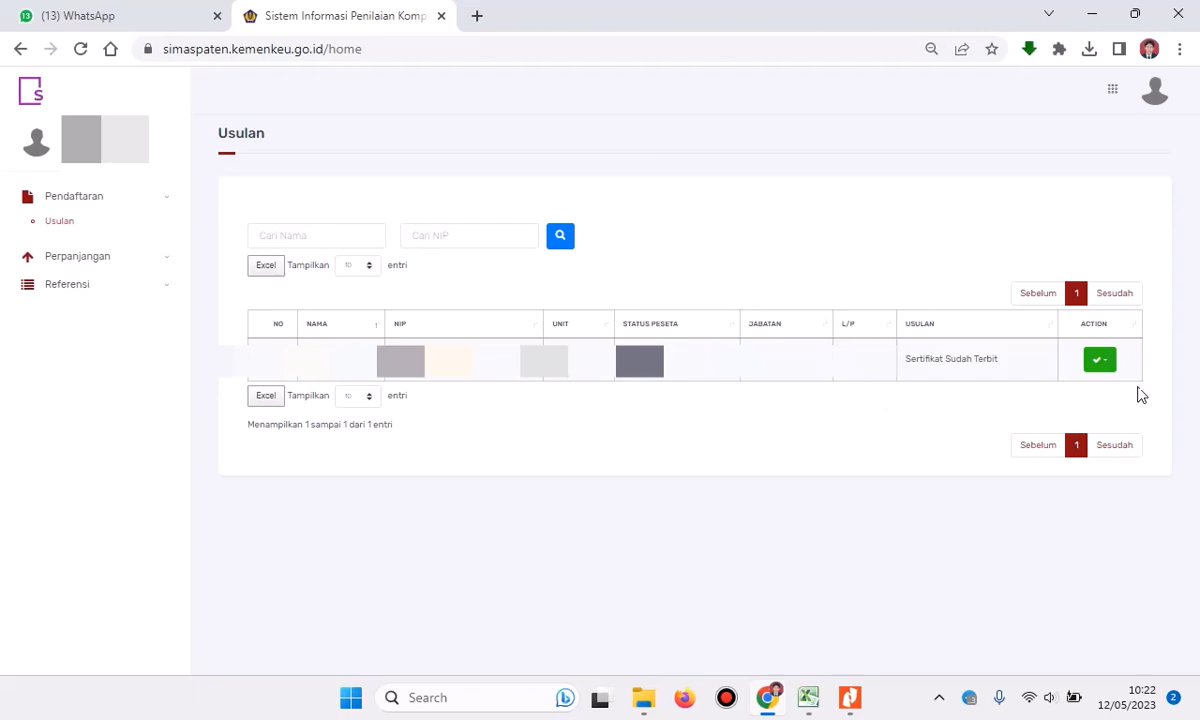 (13) WhatsApp
Sistem Informasi Penilaian Komp
simaspaten.kemenkeu.go.id/home
S
Pendaftaran
Usulan
Perpanjangan
Referensi
Usulan
Cari Nama Cari NIP
Excel Tampilkan 10 entri
Sebelum 1 Sesudah
NO NAMA NIP UNIT STATUS PESETA JABATAN L/P USULAN ACTION
Sertifikat Sudah Terbit
Excel Tampilkan 10 entri
Menampilkan 1 sampai 1 dari 1 entri
Sebelum 1 Sesudah
Search
10:22
12/05/2023
2